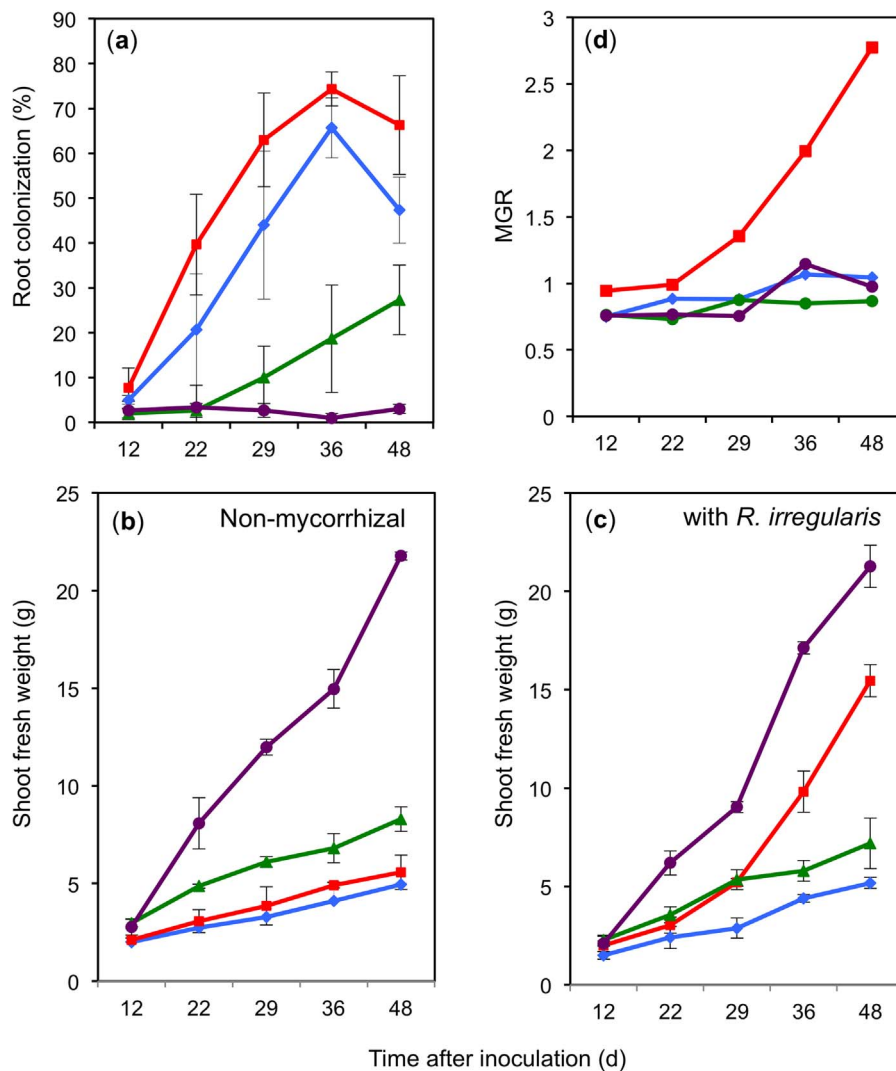 (a)
Root colonization (%)
90
80
70
60
50
40
30
20
10
0
12 22 29 36 48
(d)
MGR
3
2.5
2
1.5
1
0.5
0
12 22 29 36 48
(b)
Non-mycorrhizal
Shoot fresh weight (g)
25
20
15
10
5
0
12 22 29 36 48
(c)
with R. irregularis
Shoot fresh weight (g)
25
20
15
10
5
0
12 22 29 36 48
Time after inoculation (d)